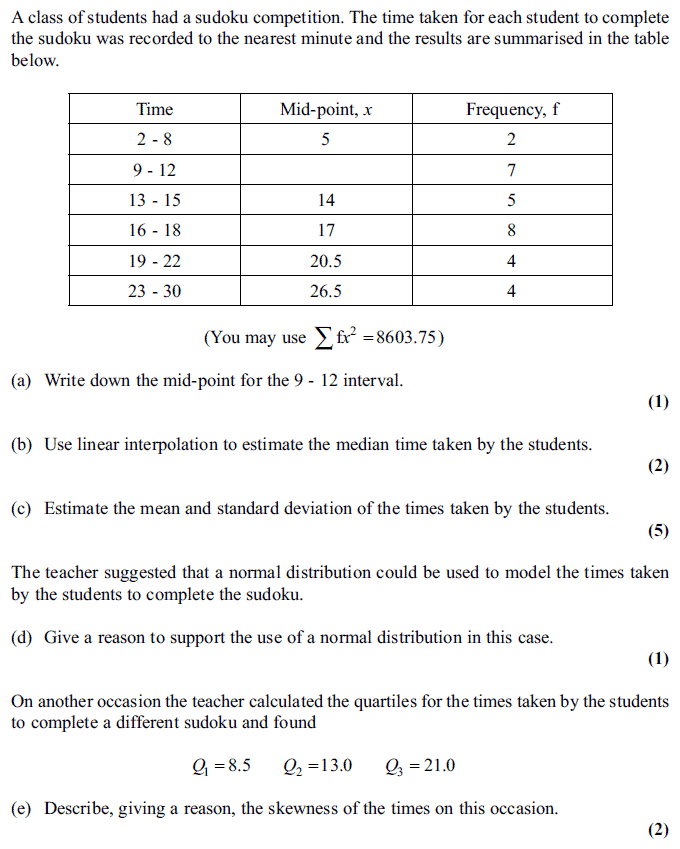 A class of students had a sudoku competition. The time taken for each student to complete
the sudoku was recorded to the nearest minute and the results are summarised in the table
below.
Time Mid-point, x Frequency, f
2 - 8 5 2
9 - 12 7
13 - 15 14 5
16 - 18 17 8
19 - 22 20.5 4
23 - 30 26.5 4
(You may use ∑ fx² = 8603.75)
(a) Write down the mid-point for the 9 - 12 interval.
(1)
(b) Use linear interpolation to estimate the median time taken by the students.
(2)
(c) Estimate the mean and standard deviation of the times taken by the students.
(5)
The teacher suggested that a normal distribution could be used to model the times taken
by the students to complete the sudoku.
(d) Give a reason to support the use of a normal distribution in this case.
(1)
On another occasion the teacher calculated the quartiles for the times taken by the students
to complete a different sudoku and found
Q₁ = 8.5 Q₂ = 13.0 Q₃ = 21.0
(e) Describe, giving a reason, the skewness of the times on this occasion.
(2)